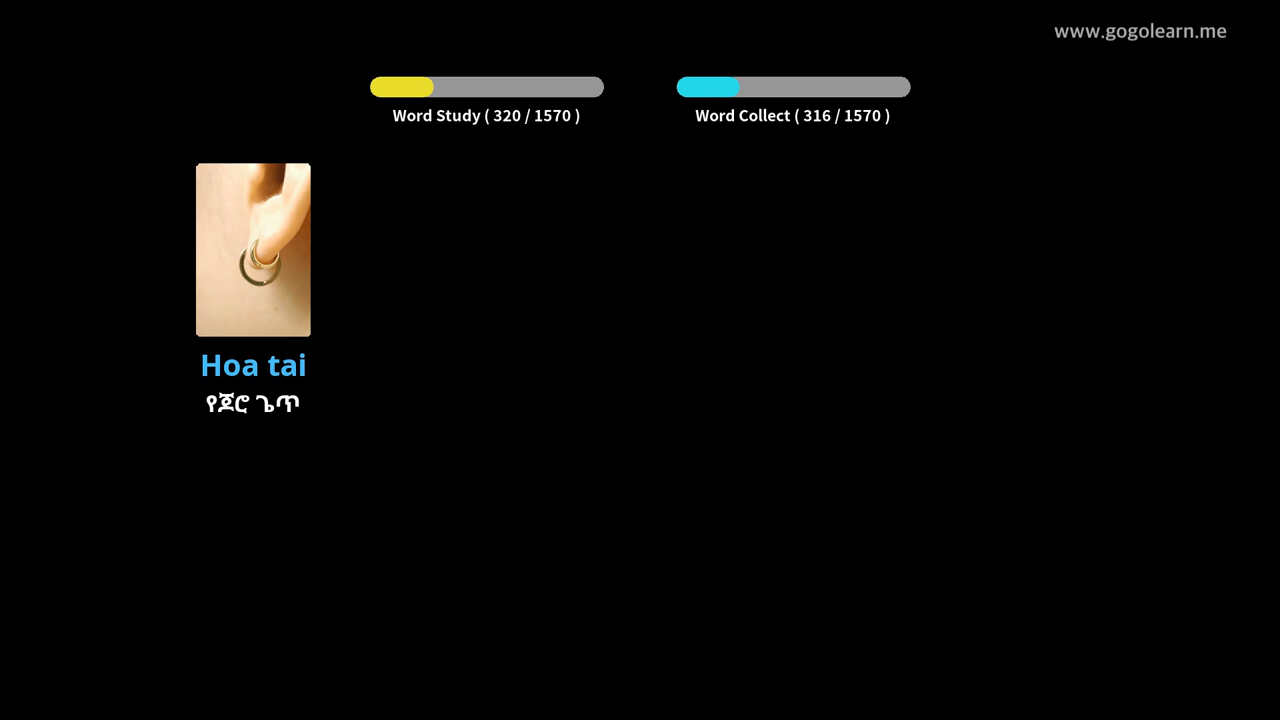 www.gogolearn.me
Word Study ( 320 / 1570 )
Word Collect ( 316 / 1570 )
Hoa tai
የጆሮ ጌጥ